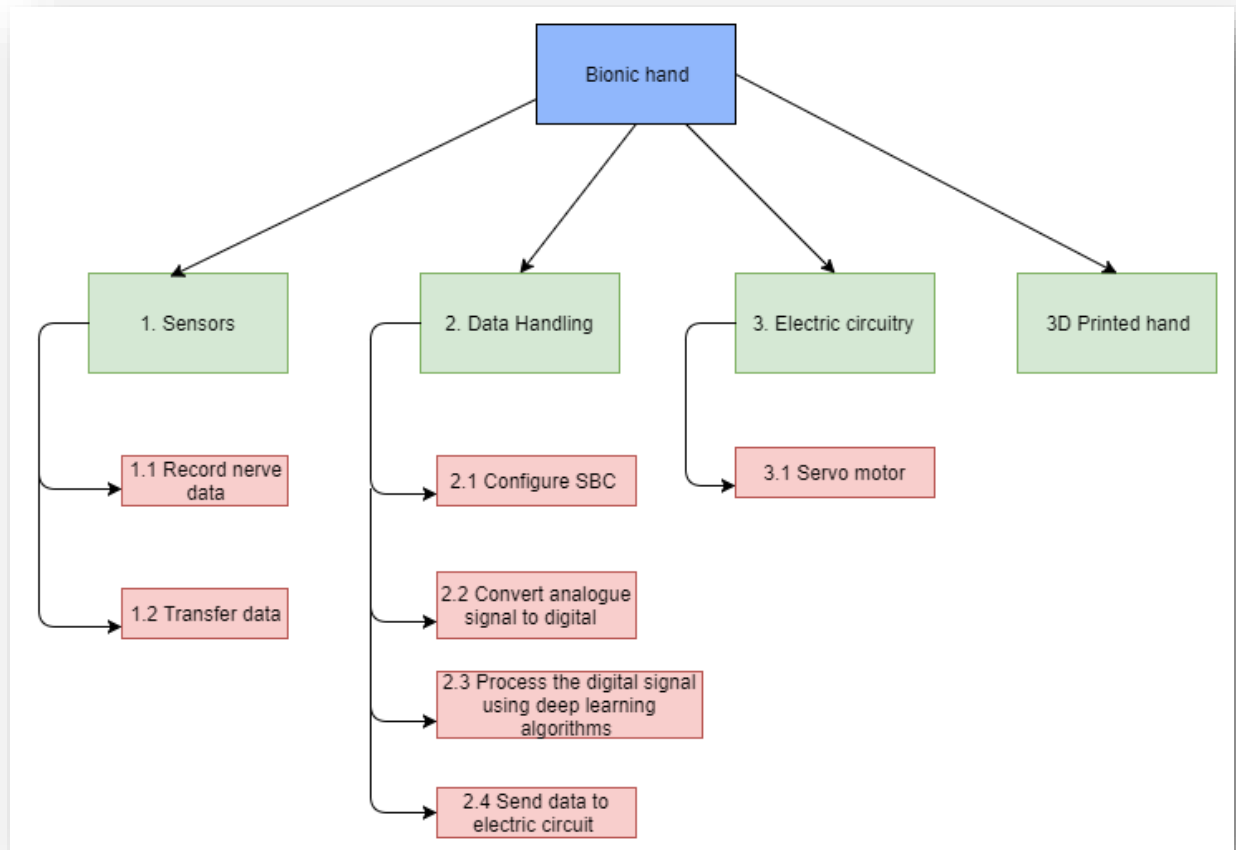 Bionic hand
1. Sensors
2. Data Handling
3. Electric circuitry
3D Printed hand
1.1 Record nerve
data
1.2 Transfer data
2.1 Configure SBC
2.2 Convert analogue
signal to digital
2.3 Process the digital signal
using deep learning
algorithms
2.4 Send data to
electric circuit
3.1 Servo motor